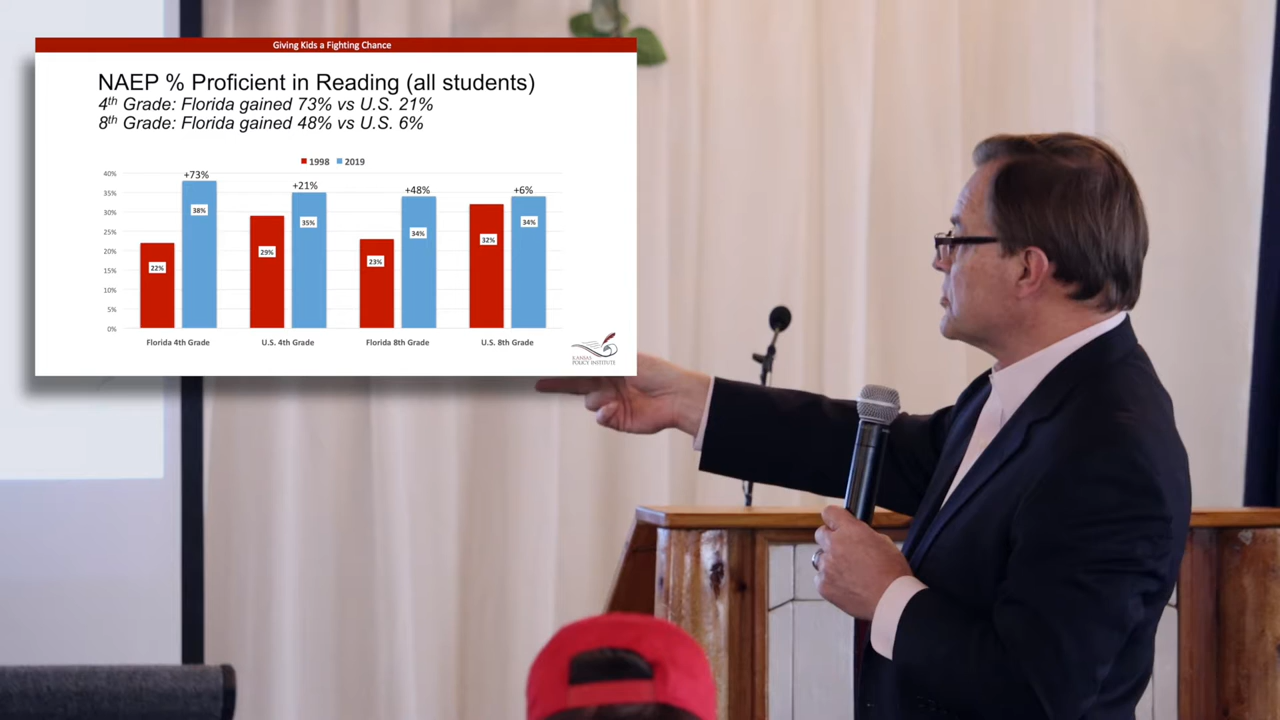 Giving Kids a Fighting Chance
NAEP % Proficient in Reading (all students)
4th Grade: Florida gained 73% vs U.S. 21%
8th Grade: Florida gained 48% vs U.S. 6%
1998 2019
40%
35%
30%
25%
20%
15%
10%
5%
0%
+73%
+21%
+48%
+6%
22%
38%
29%
35%
23%
34%
32%
34%
Florida 4th Grade
U.S. 4th Grade
Florida 8th Grade
U.S. 8th Grade
KANSAS
POLICY INSTITUTE